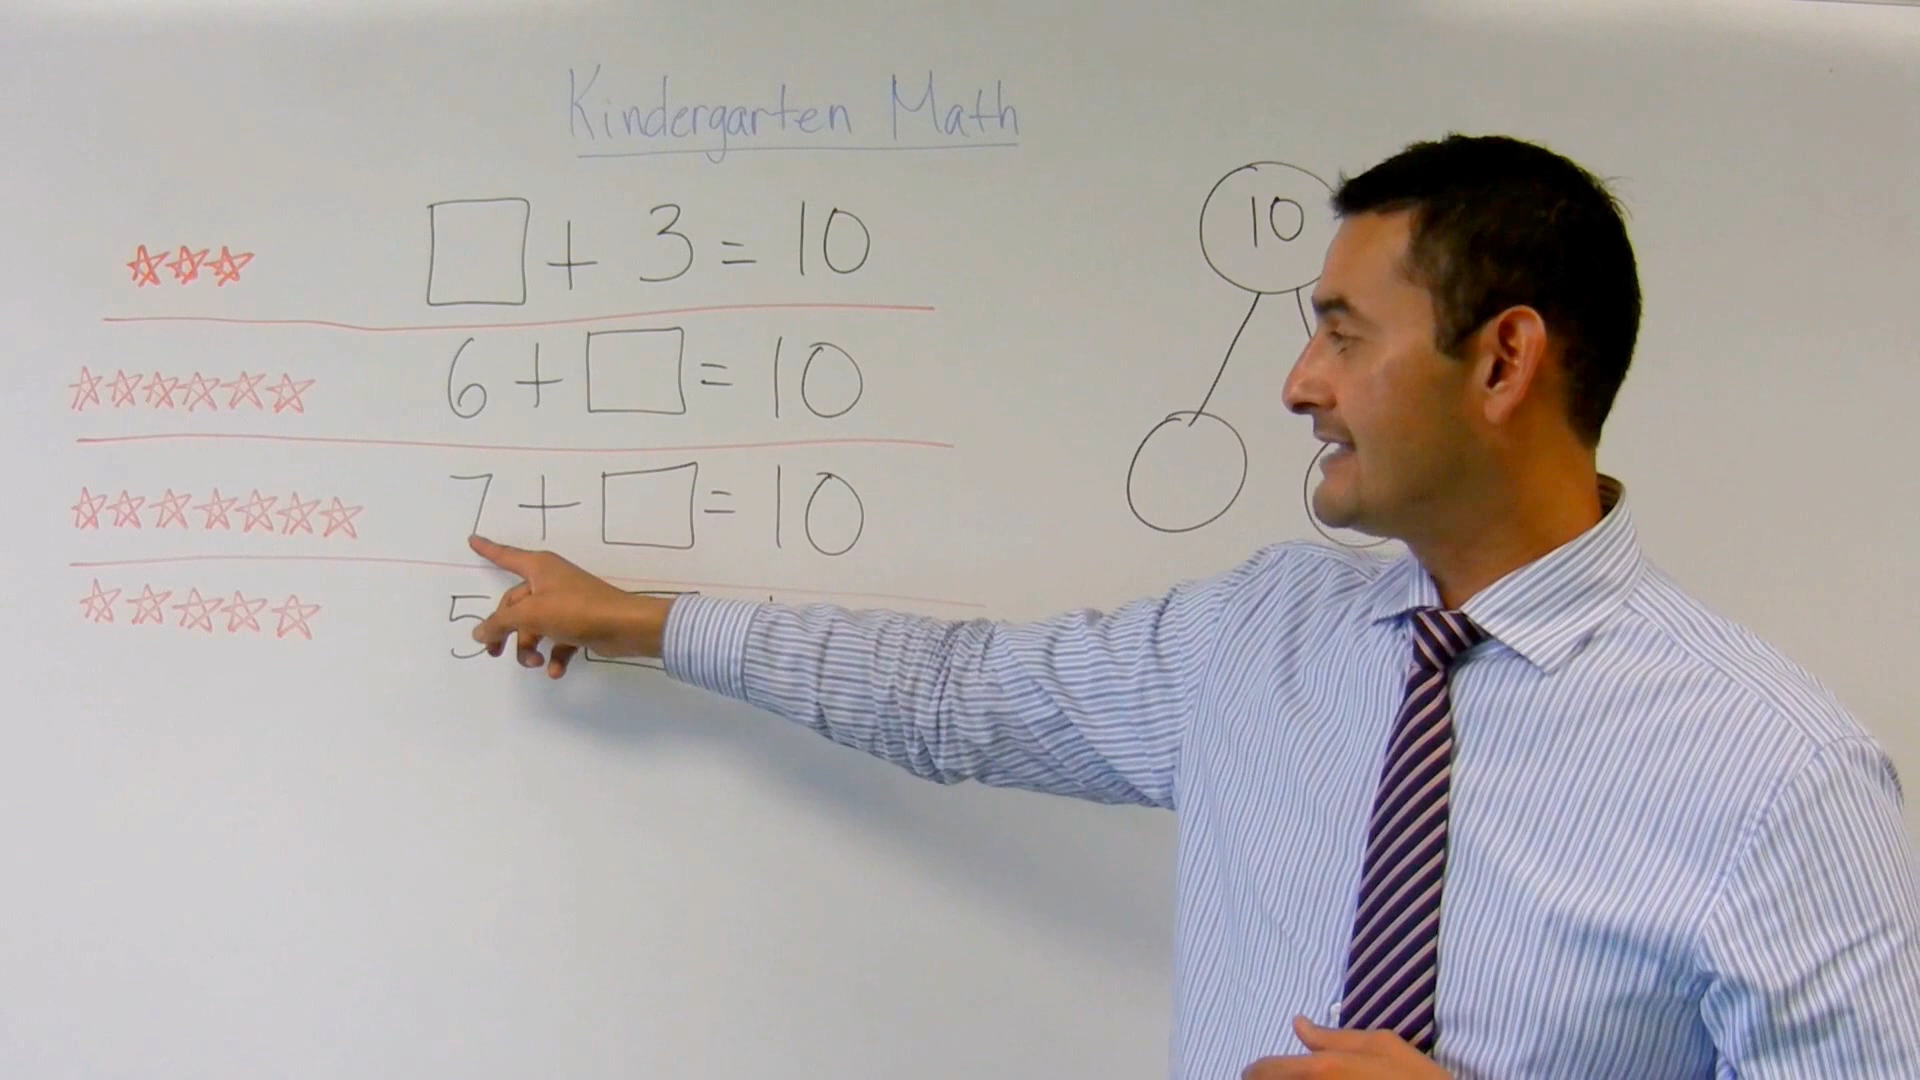 Kindergarten Math
□ + 3 = 10
6 + □ = 10
7 + □ = 10
5
10